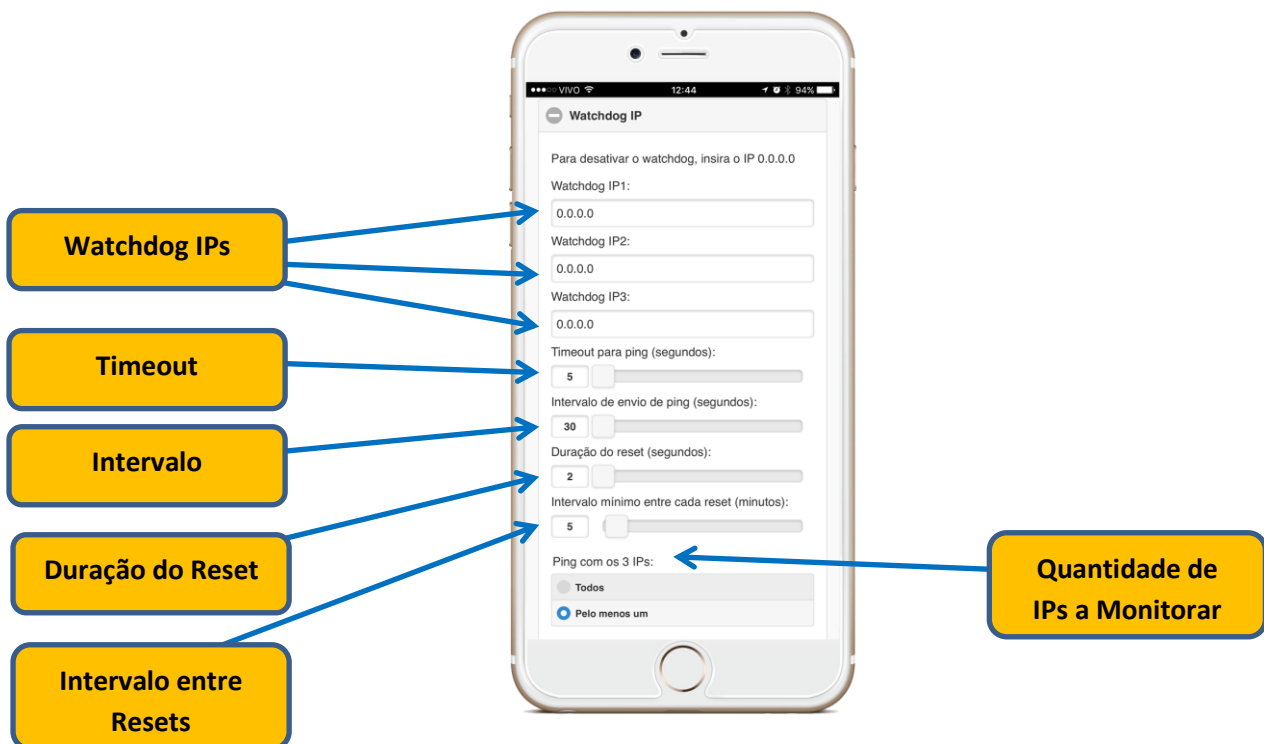 VIVO 12:44 94%
Watchdog IP
Para desativar o watchdog, insira o IP 0.0.0.0
Watchdog IP1:
0.0.0.0
Watchdog IP2:
0.0.0.0
Watchdog IP3:
0.0.0.0
Timeout para ping (segundos):
5
Intervalo de envio de ping (segundos):
30
Duração do reset (segundos):
2
Intervalo mínimo entre cada reset (minutos):
5
Ping com os 3 IPs:
Todos
Pelo menos um
Watchdog IPs
Timeout
Intervalo
Duração do Reset
Intervalo entre
Resets
Quantidade de
IPs a Monitorar